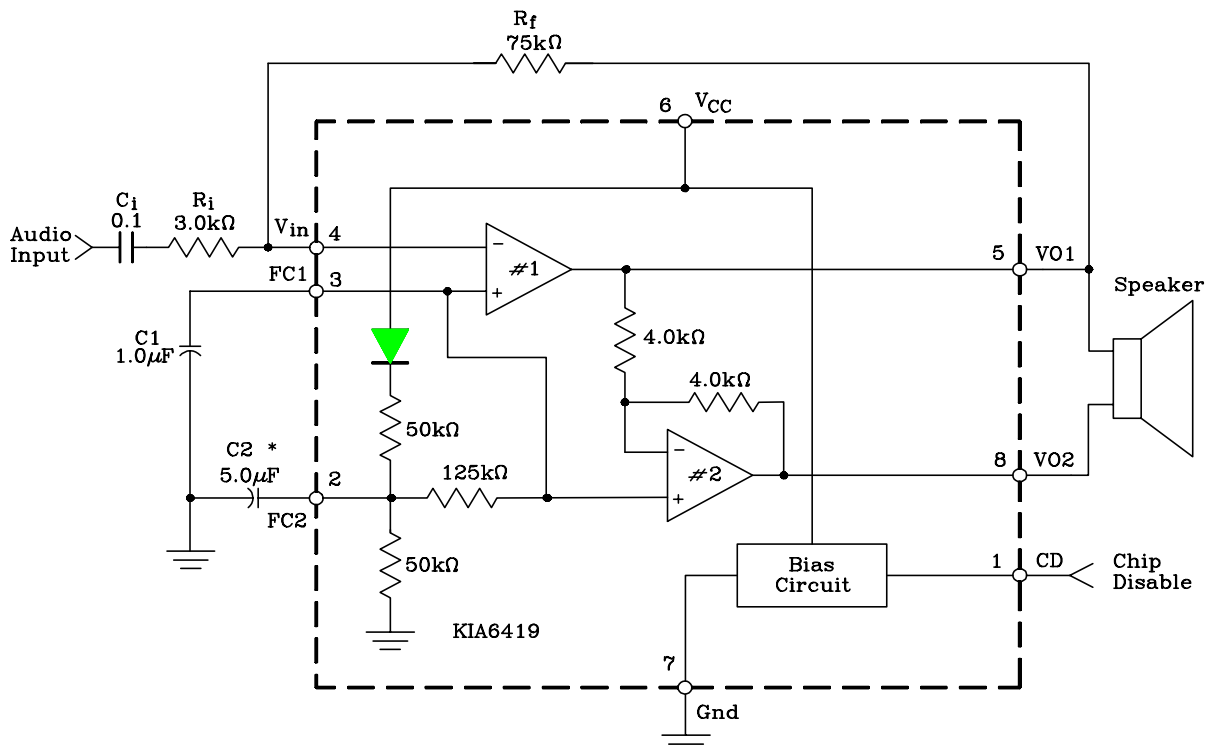 Rf
75kΩ
6
VCC
Ci
0.1
Ri
3.0kΩ
Audio
Input
Vin
4
FC1
3
-
+
#1
5
VO1
Speaker
C1
1.0μF
4.0kΩ
4.0kΩ
50kΩ
C2 *
5.0μF
2
FC2
125kΩ
-
+
#2
8
VO2
50kΩ
Bias
Circuit
1
CD
Chip
Disable
KIA6419
7
Gnd